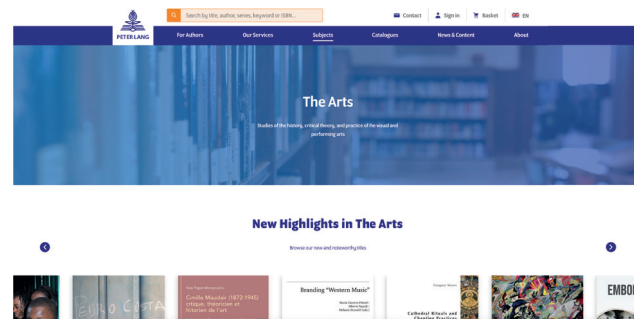 Search by title, author, series, keyword or ISBN...
Contact
Sign in
Basket
EN
PETER LANG
For Authors
Our Services
Subjects
Catalogues
News & Content
About
The Arts
Studies of the history, critical theory, and practice of the visual and
performing arts
New Highlights in The Arts
Browse our new and noteworthy titles
Camille Mauclair (1872-1945)
critique, théoricien et
historien de l'art
Branding "Western Music"
Cathedral Rituals and
Chanting Practices